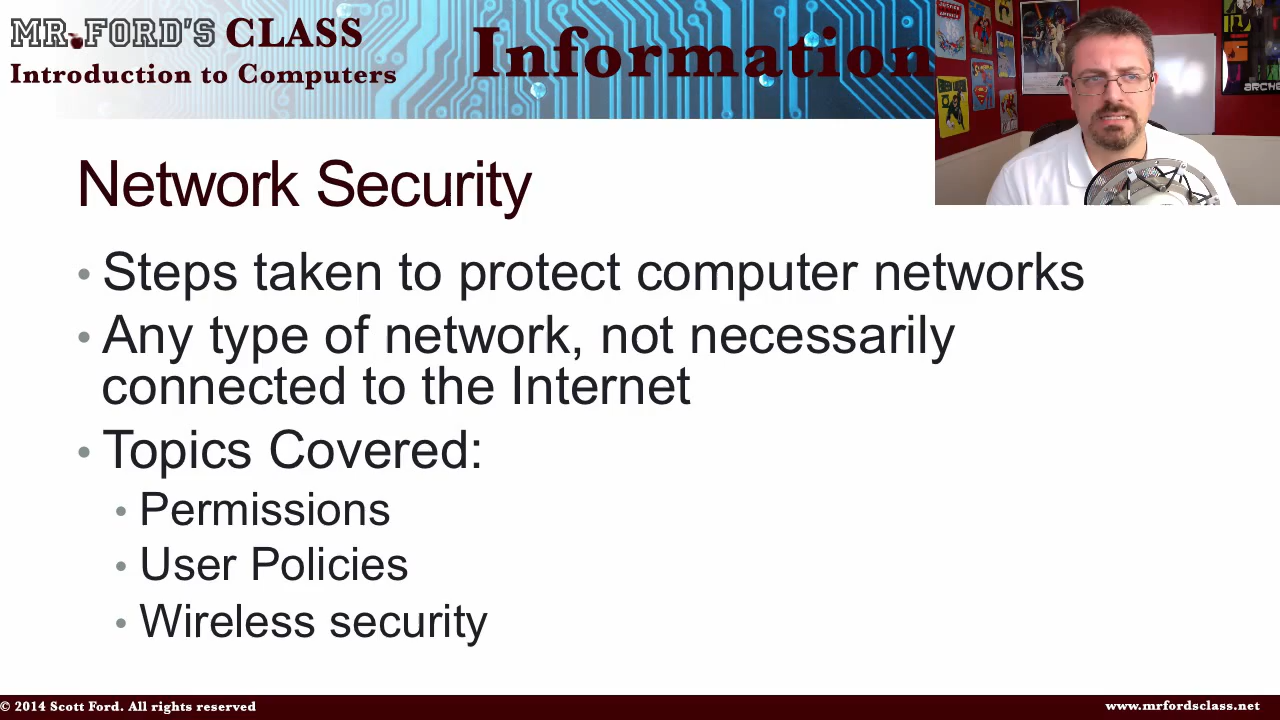 MR.FORD'S CLASS
Introduction to Computers
Information
ARCHE
Network Security
• Steps taken to protect computer networks
• Any type of network, not necessarily
connected to the Internet
• Topics Covered:
• Permissions
• User Policies
• Wireless security
© 2014 Scott Ford. All rights reserved
www.mrfordsclass.net